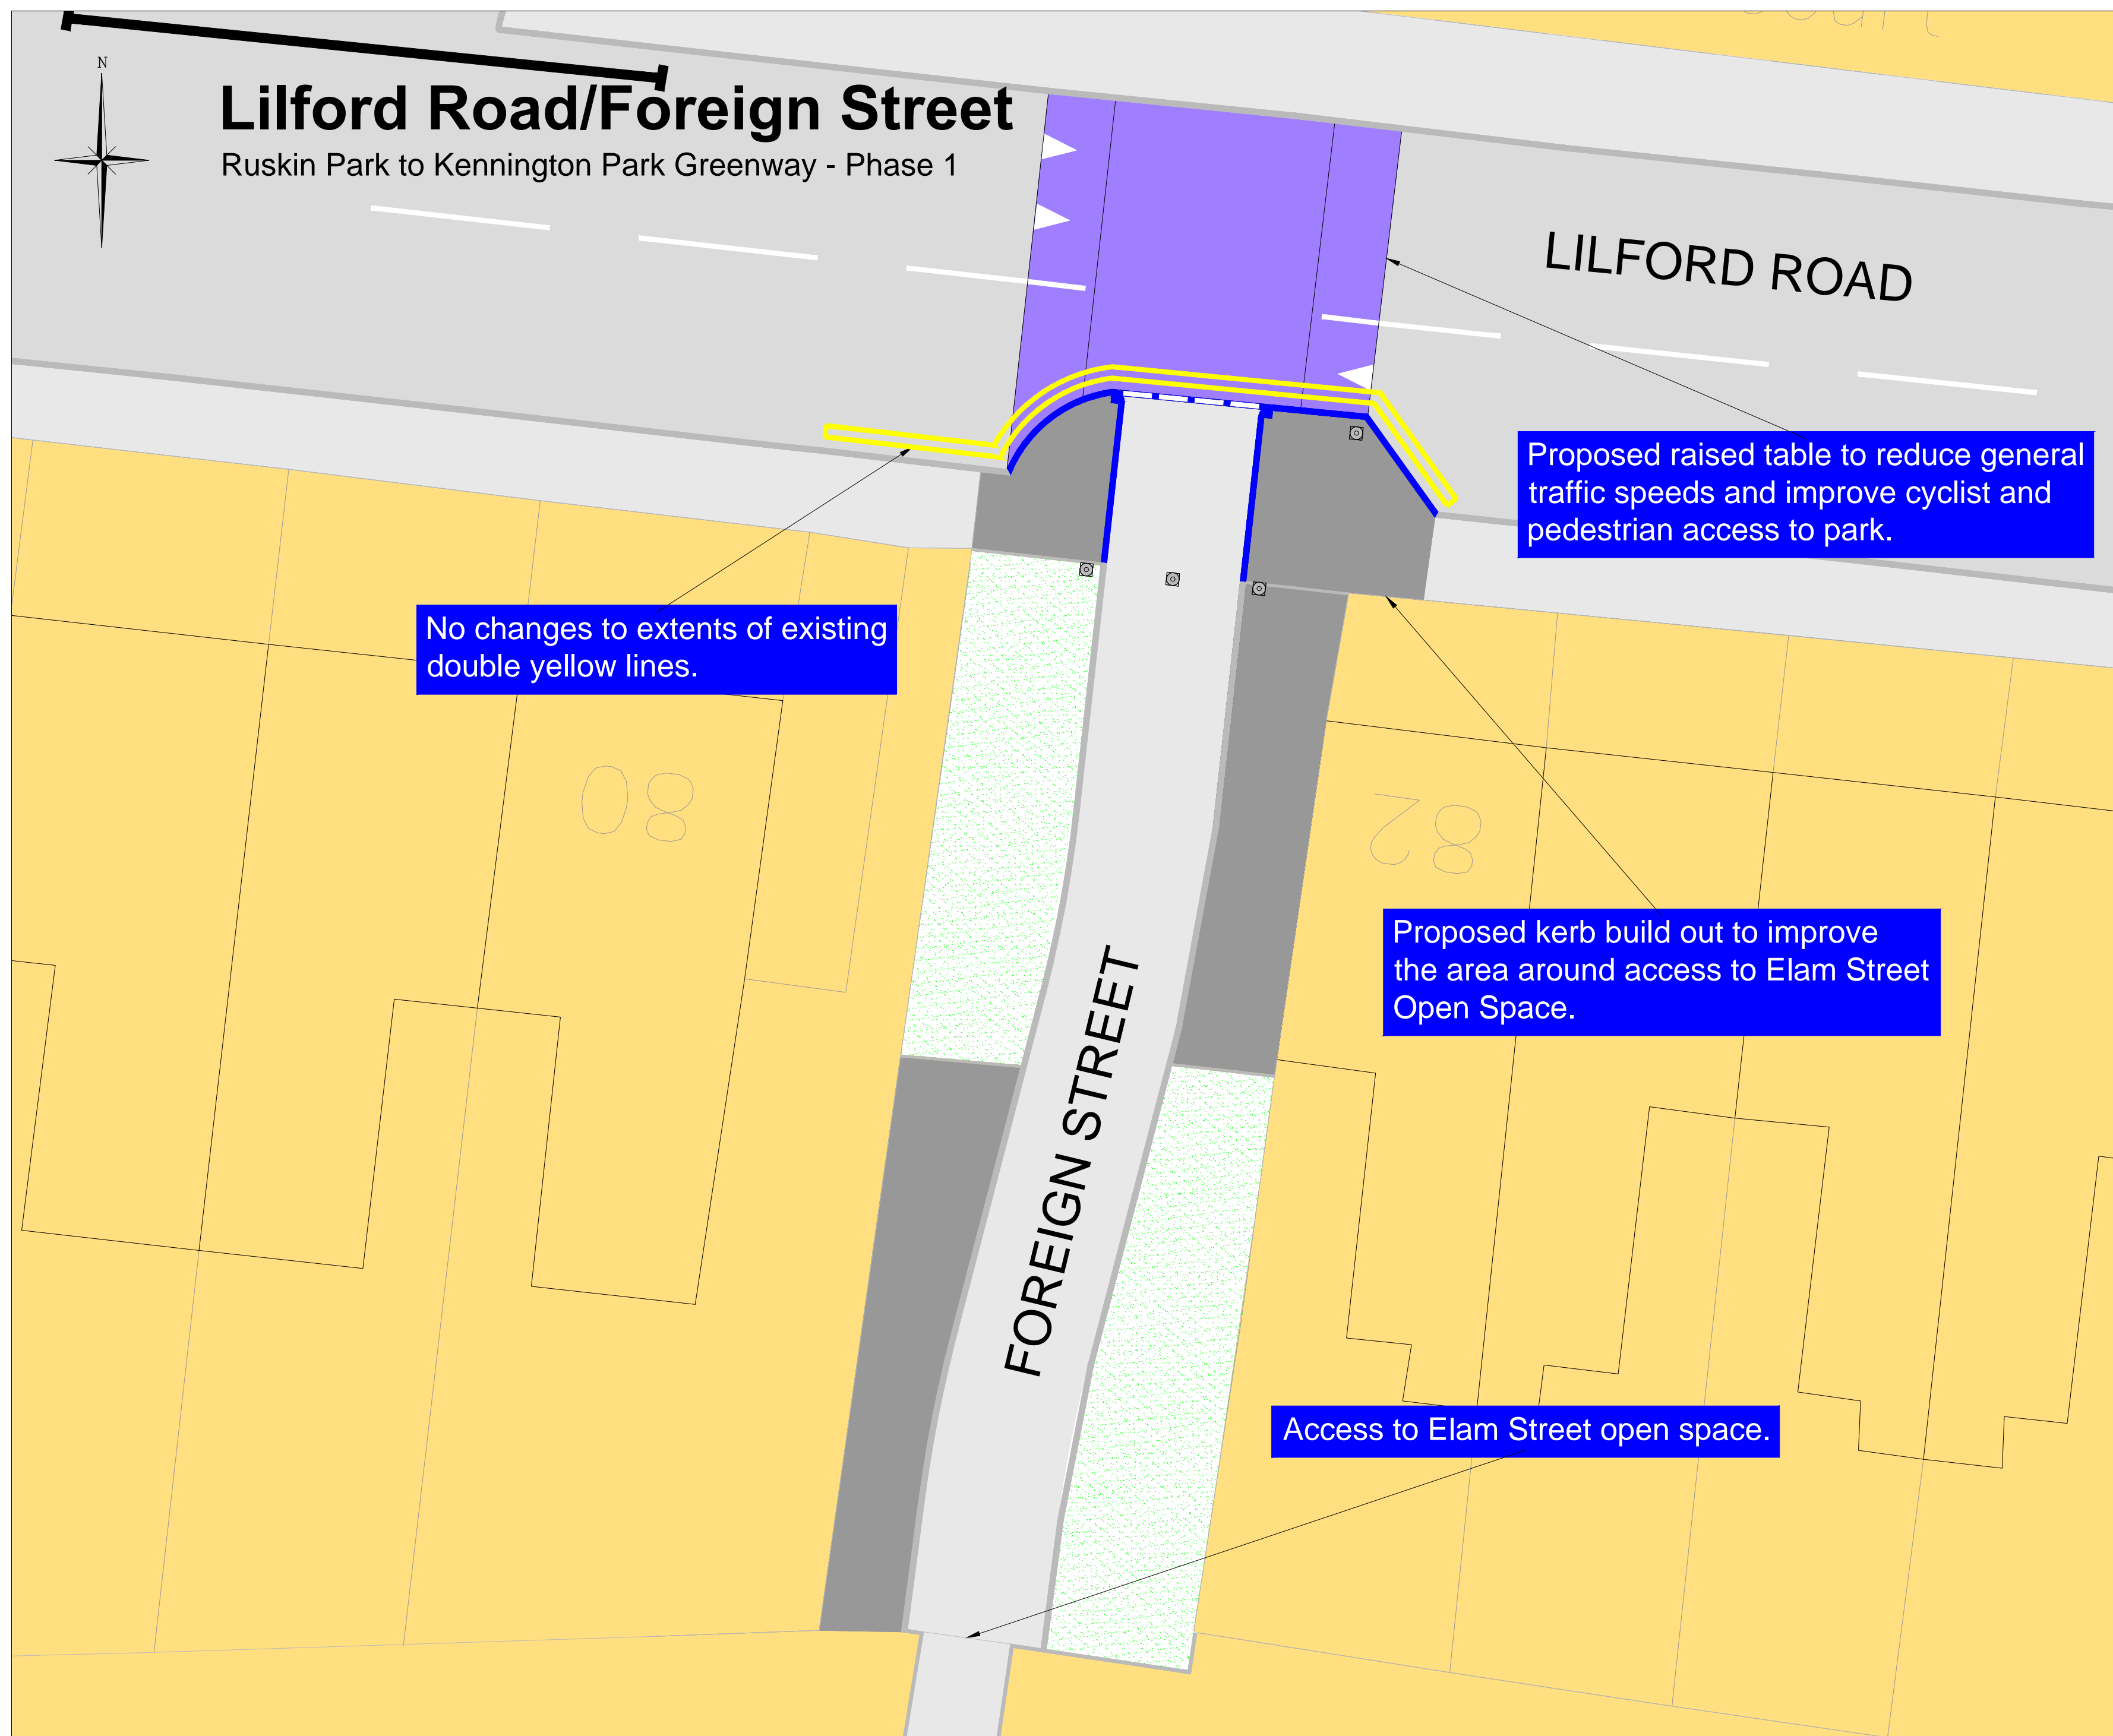 N
Lilford Road/Foreign Street
Ruskin Park to Kennington Park Greenway - Phase 1
LILFORD ROAD
Proposed raised table to reduce general
traffic speeds and improve cyclist and
pedestrian access to park.
No changes to extents of existing
double yellow lines.
80
82
Proposed kerb build out to improve
the area around access to Elam Street
Open Space.
FOREIGN STREET
Access to Elam Street open space.